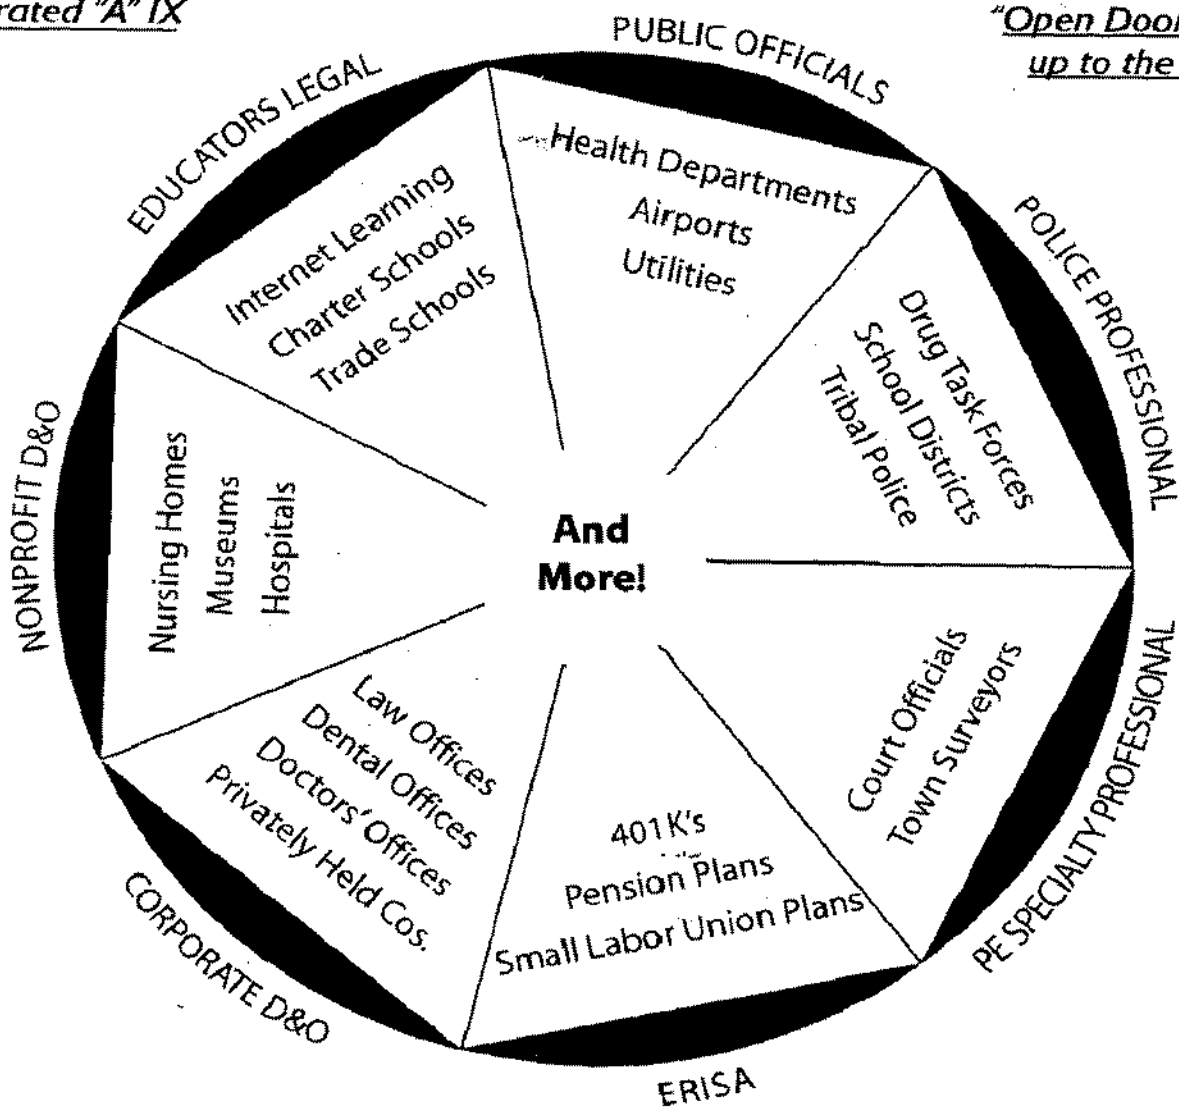 rated "A" IX
"Open Door
up to the
PUBLIC OFFICIALS
Health Departments
Airports
Utilities
POLICE PROFESSIONAL
Drug Task Forces
School Districts
Tribal Police
PE SPECIALTY PROFESSIONAL
Court Officials
Town Surveyors
ERISA
401K's
Pension Plans
Small Labor Union Plans
CORPORATE D&O
Law Offices
Dental Offices
Doctors' Offices
Privately Held Cos.
NONPROFIT D&O
Nursing Homes
Museums
Hospitals
EDUCATORS LEGAL
Internet Learning
Charter Schools
Trade Schools
And
More!